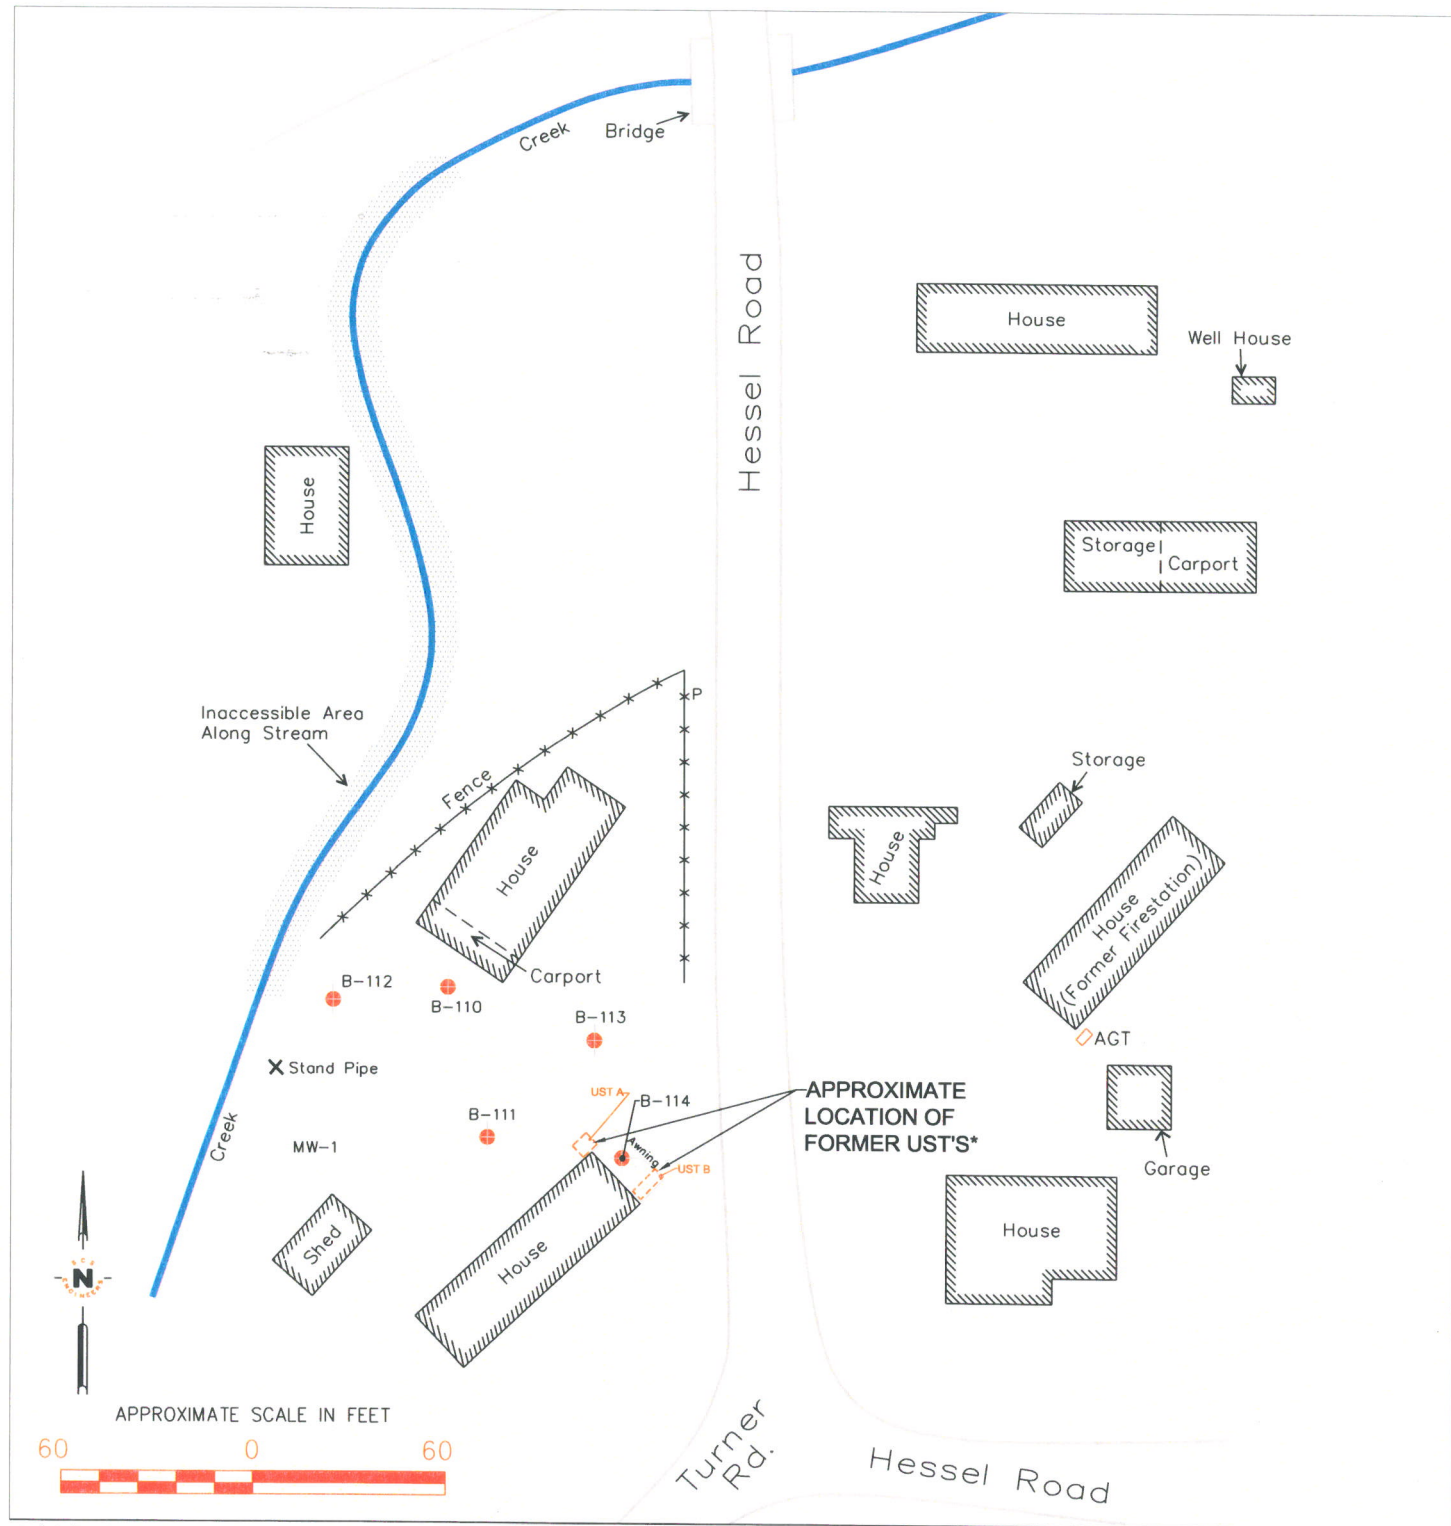 Creek
Bridge
Hessel Road
House
Well House
House
Storage
Carport
Inaccessible Area
Along Stream
P
Fence
House
Carport
Storage
House
House
(Former Firestation)
AGT
B-112
B-110
B-113
Stand Pipe
UST A
B-114
APPROXIMATE
LOCATION OF
FORMER UST'S*
B-111
Awning
UST B
MW-1
Creek
Garage
Shed
House
House
ECE
N
ENGINEERS
APPROXIMATE SCALE IN FEET
60 0 60
Turner
Rd.
Hessel Road